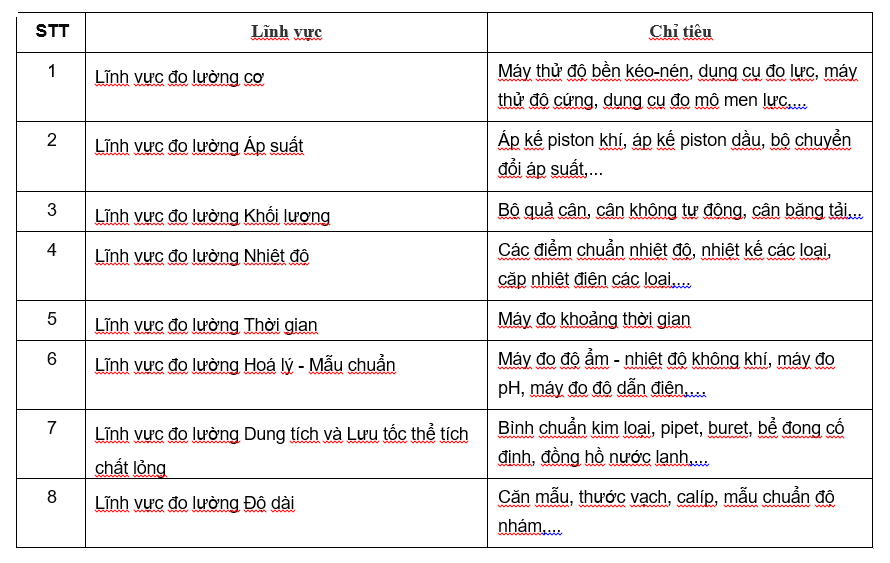 STT Lĩnh vực Chỉ tiêu
1 Lĩnh vực đo lường cơ Máy thử độ bền kéo-nén, dụng cụ đo lực, máy
thử độ cứng, dụng cụ đo mô men lực,...
2 Lĩnh vực đo lường Áp suất Áp kế piston khí, áp kế piston dầu, bộ chuyển
đổi áp suất,...
3 Lĩnh vực đo lường Khối lượng Bộ quả cân, cân không tự động, cân băng tải,..
4 Lĩnh vực đo lường Nhiệt độ Các điểm chuẩn nhiệt độ, nhiệt kế các loại,
cặp nhiệt điện các loại,...
5 Lĩnh vực đo lường Thời gian Máy đo khoảng thời gian
6 Lĩnh vực đo lường Hoá lý - Mẫu chuẩn Máy đo độ ẩm - nhiệt độ không khí, máy đo
pH, máy đo độ dẫn điện,...
7 Lĩnh vực đo lường Dung tích và Lưu tốc thể tích Bình chuẩn kim loại, pipet, buret, bể đong cố
chất lỏng định, đồng hồ nước lạnh,...
8 Lĩnh vực đo lường Độ dài Căn mẫu, thước vạch, calíp, mẫu chuẩn độ
nhám,...